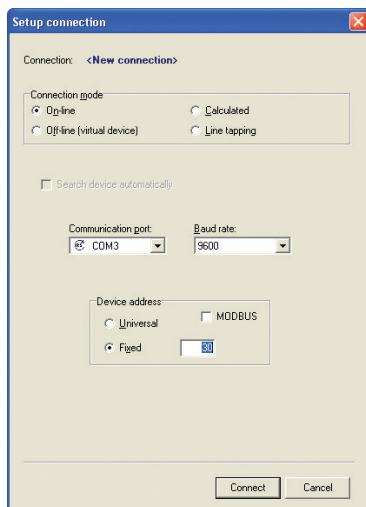 Setup connection
Connection: <New connection>
Connection mode
On-line
Calculated
Off-line (virtual device)
Line tapping
Search device automatically
Communication port:
Baud rate:
COM3
9600
Device address
Universal
MODBUS
Fixed
30
Connect
Cancel